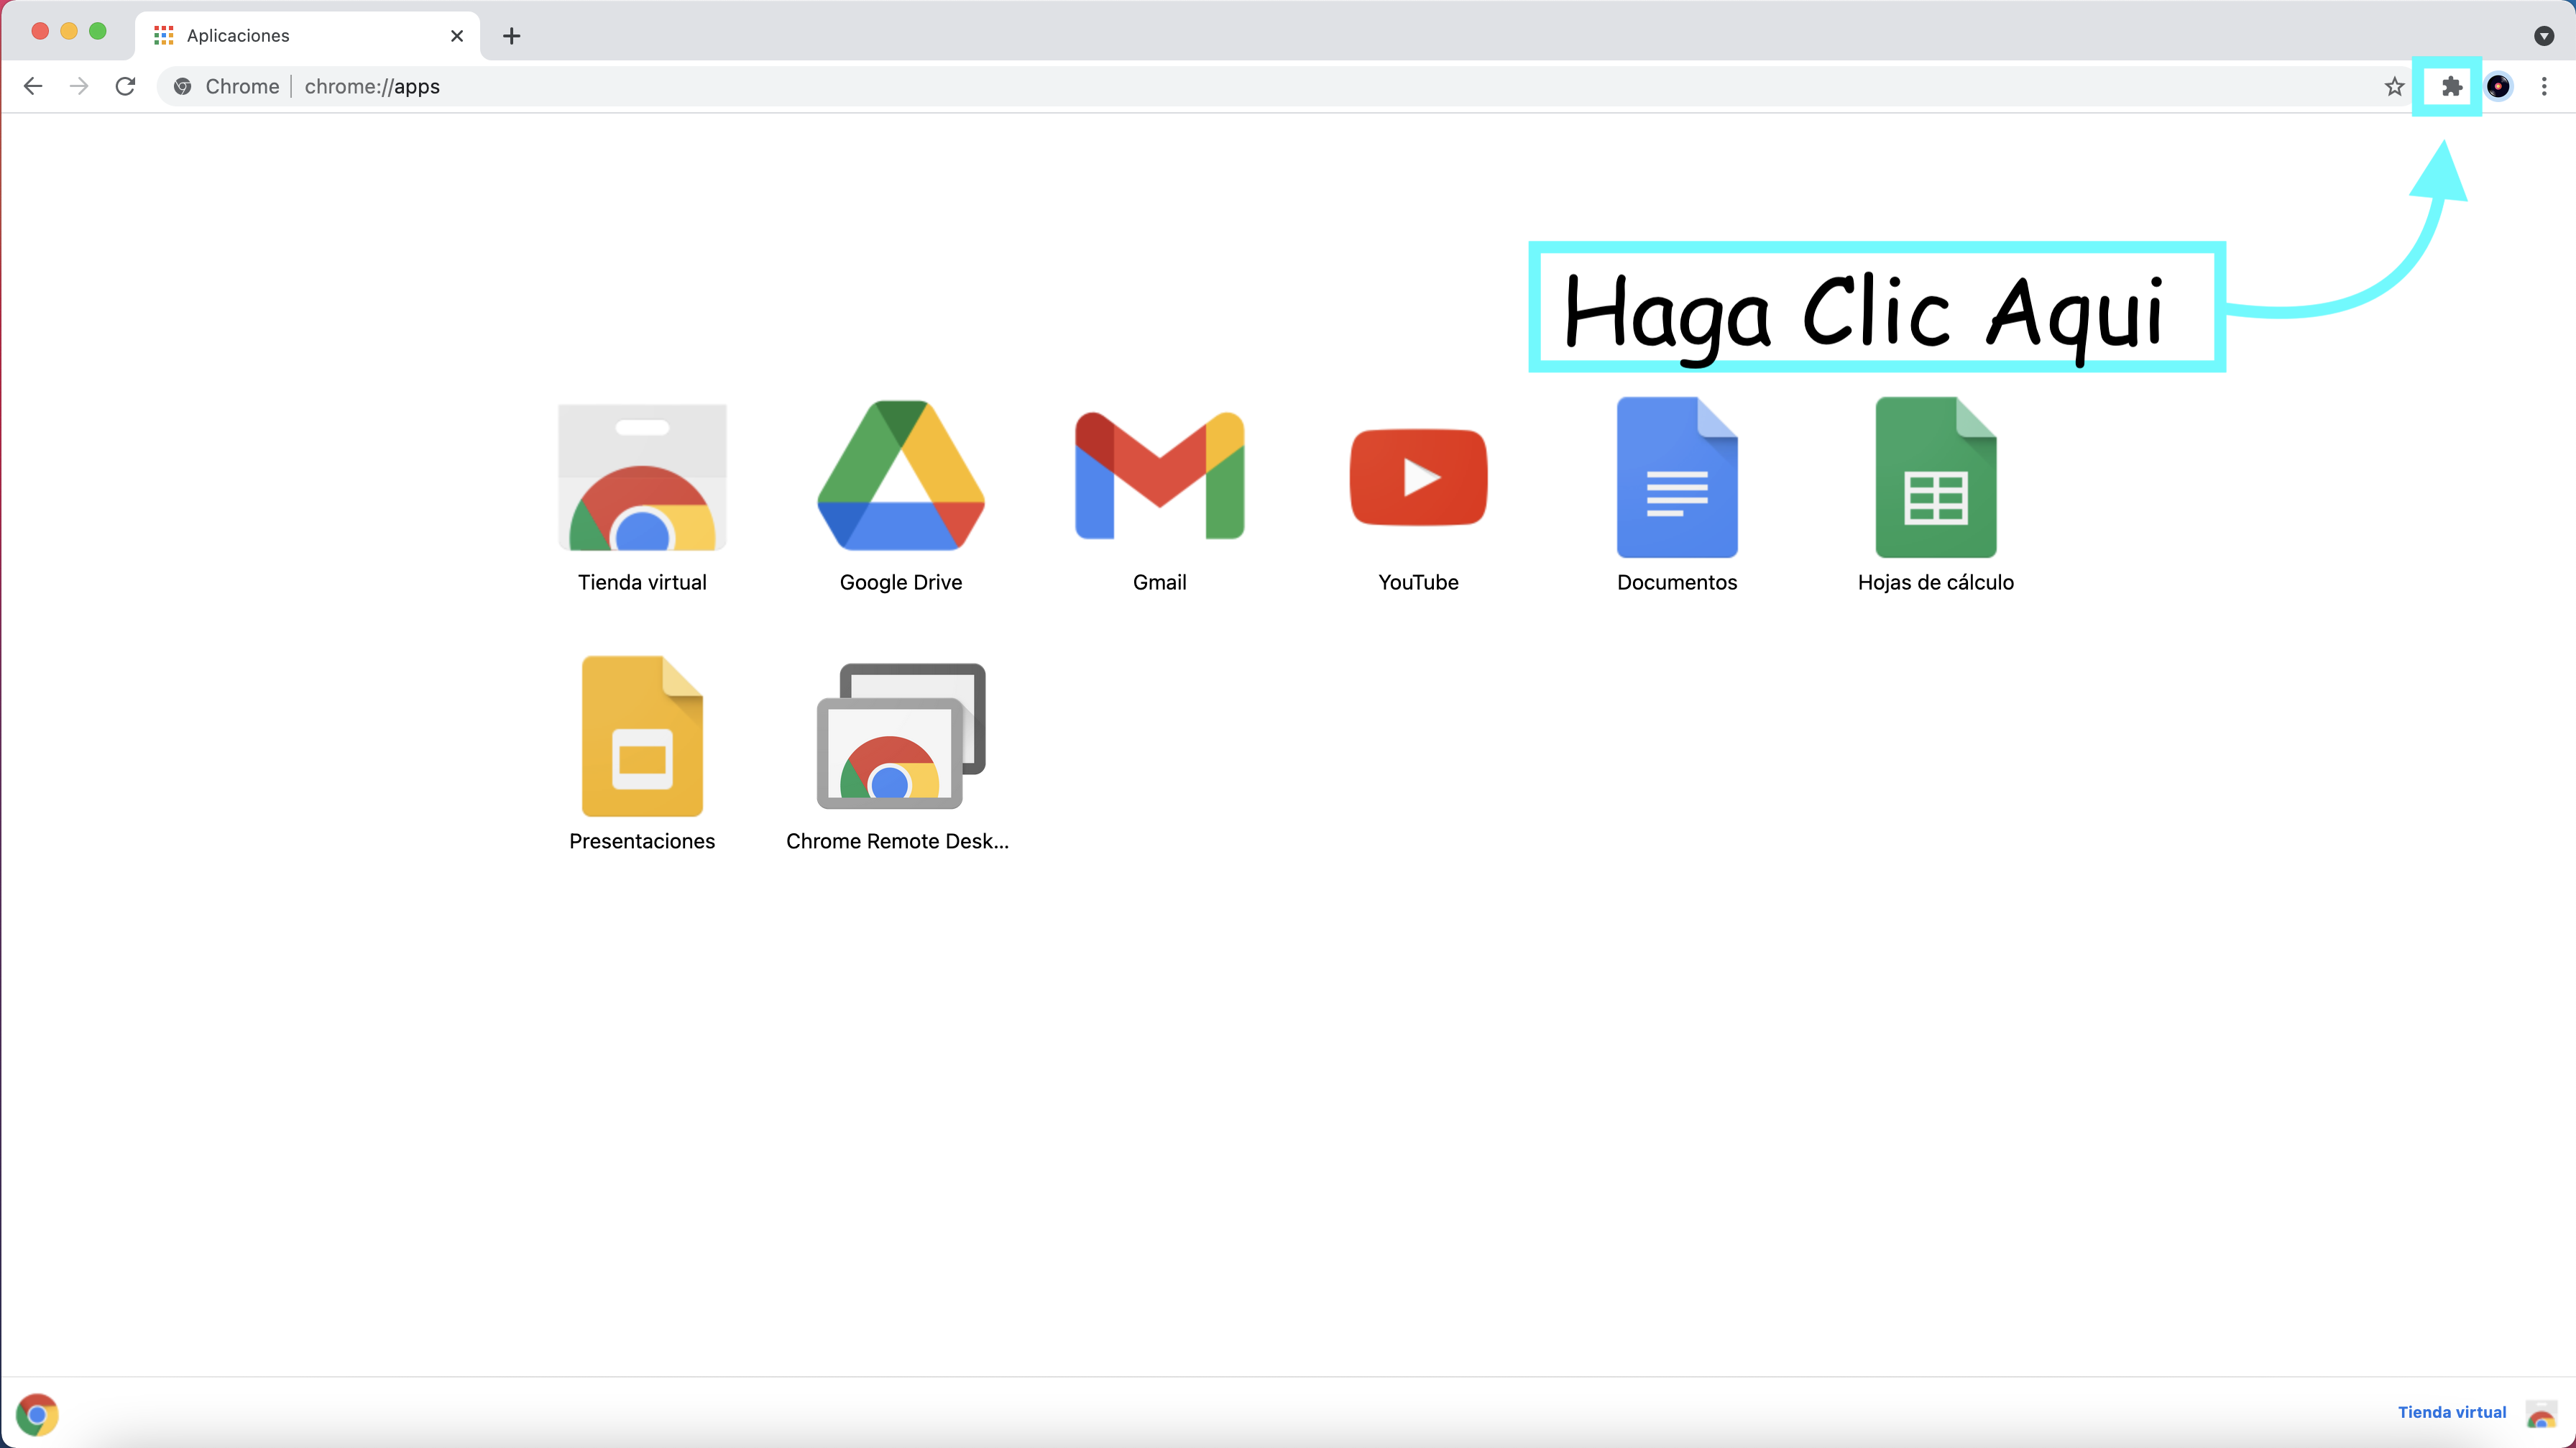 Aplicaciones
Chrome | chrome://apps
Haga Clic Aqui
Tienda virtual
Google Drive
Gmail
YouTube
Documentos
Hojas de cálculo
Presentaciones
Chrome Remote Desk...
Tienda virtual